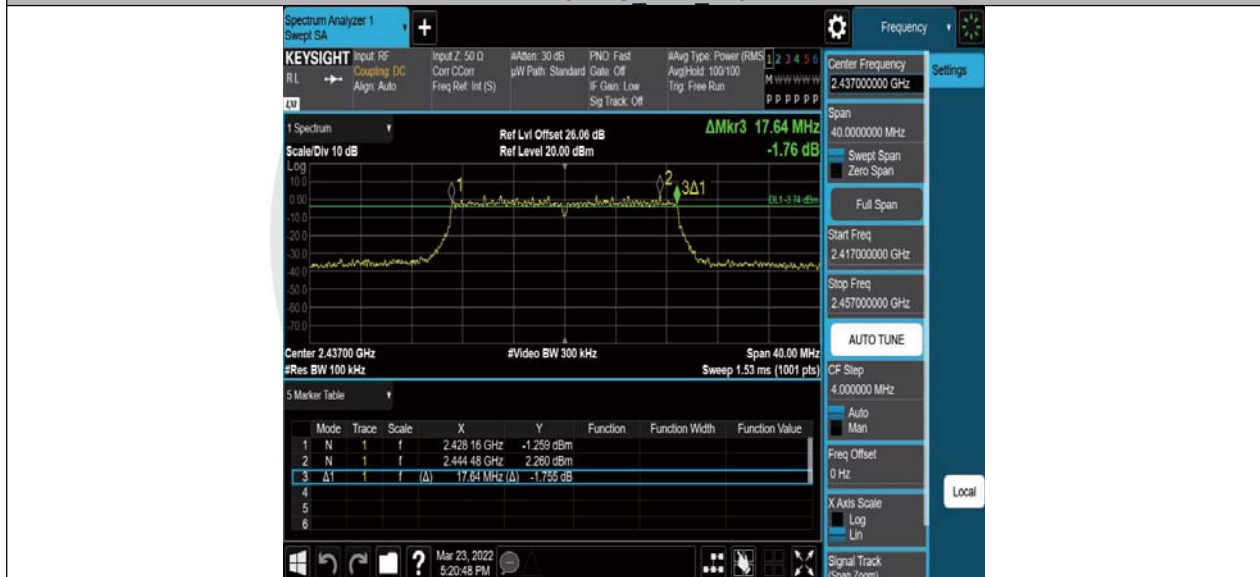 Spectrum Analyzer 1
Swept SA
+
Frequency
KEYSIGHT
RL
LXI
Input: RF
Coupling: DC
Align: Auto
Input Z: 50 Ω
Corr CCorr
Freq Ref: Int (S)
#Atten: 30 dB
µW Path: Standard
PNO: Fast
Gate: Off
IF Gain: Low
Sig Track: Off
#Avg Type: Power (RMS
Avg|Hold: 100/100
Trig: Free Run
1 2 3 4 5 6
M W W W W W
P P P P P P
Center Frequency
2.437000000 GHz
Settings
1 Spectrum
Scale/Div 10 dB
Ref Lvl Offset 26.06 dB
Ref Level 20.00 dBm
ΔMkr3 17.64 MHz
-1.76 dB
Span
40.0000000 MHz
Swept Span
Zero Span
Log
10.0
0.00
-10.0
-20.0
-30.0
-40.0
-50.0
-60.0
-70.0
1
2
3Δ1
DL1 -3.74 dBm
Full Span
Start Freq
2.417000000 GHz
Stop Freq
2.457000000 GHz
AUTO TUNE
Center 2.43700 GHz
#Video BW 300 kHz
Span 40.00 MHz
#Res BW 100 kHz
Sweep 1.53 ms (1001 pts)
CF Step
4.000000 MHz
Auto
Man
5 Marker Table
Mode Trace Scale X Y Function Function Width Function Value
1 N 1 f 2.428 16 GHz -1.259 dBm
2 N 1 f 2.444 48 GHz 2.260 dBm
3 Δ1 1 f (Δ) 17.64 MHz (Δ) -1.755 dB
4
5
6
Freq Offset
0 Hz
X Axis Scale
Log
Lin
Local
Signal Track
(Span Zoom)
?
Mar 23, 2022
5:20:48 PM